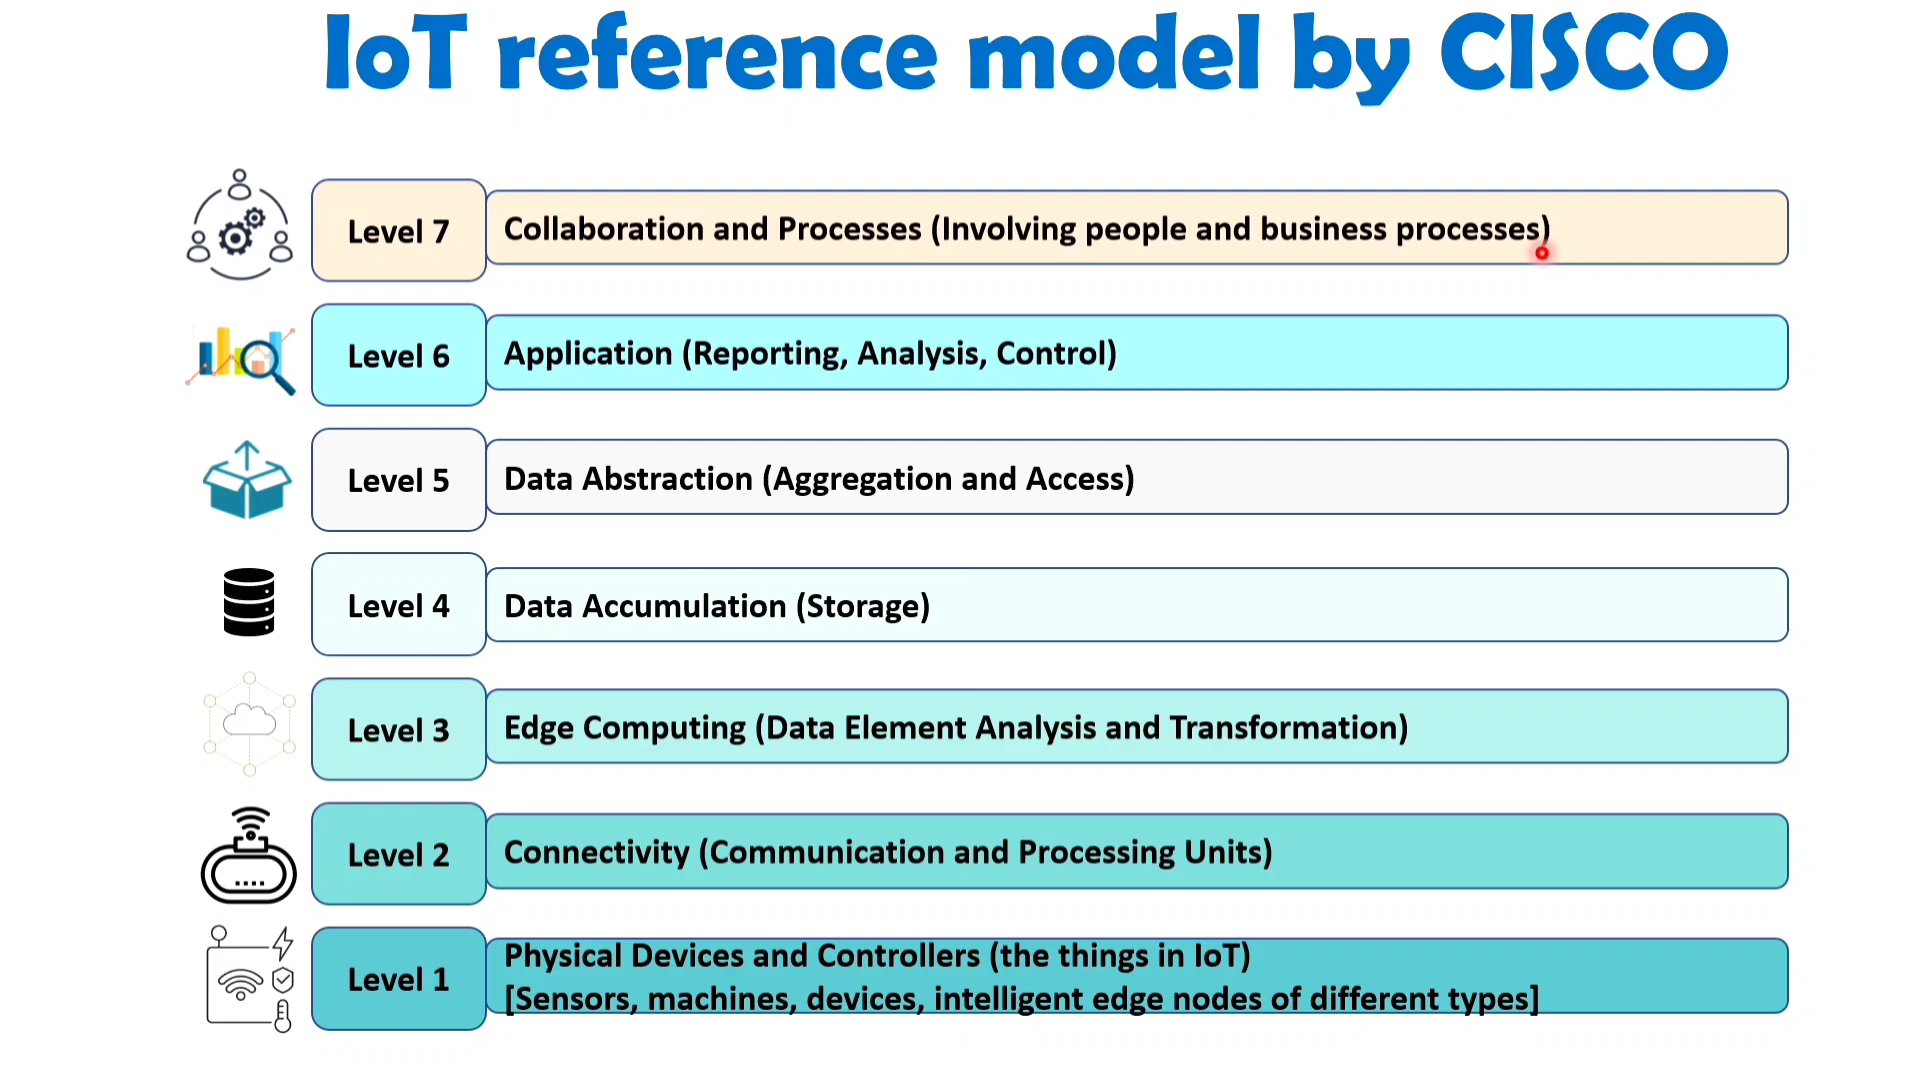 IoT reference model by CISCO
Level 7
Collaboration and Processes (Involving people and business processes)
Level 6
Application (Reporting, Analysis, Control)
Level 5
Data Abstraction (Aggregation and Access)
Level 4
Data Accumulation (Storage)
Level 3
Edge Computing (Data Element Analysis and Transformation)
Level 2
Connectivity (Communication and Processing Units)
Level 1
Physical Devices and Controllers (the things in IoT)
[Sensors, machines, devices, intelligent edge nodes of different types]